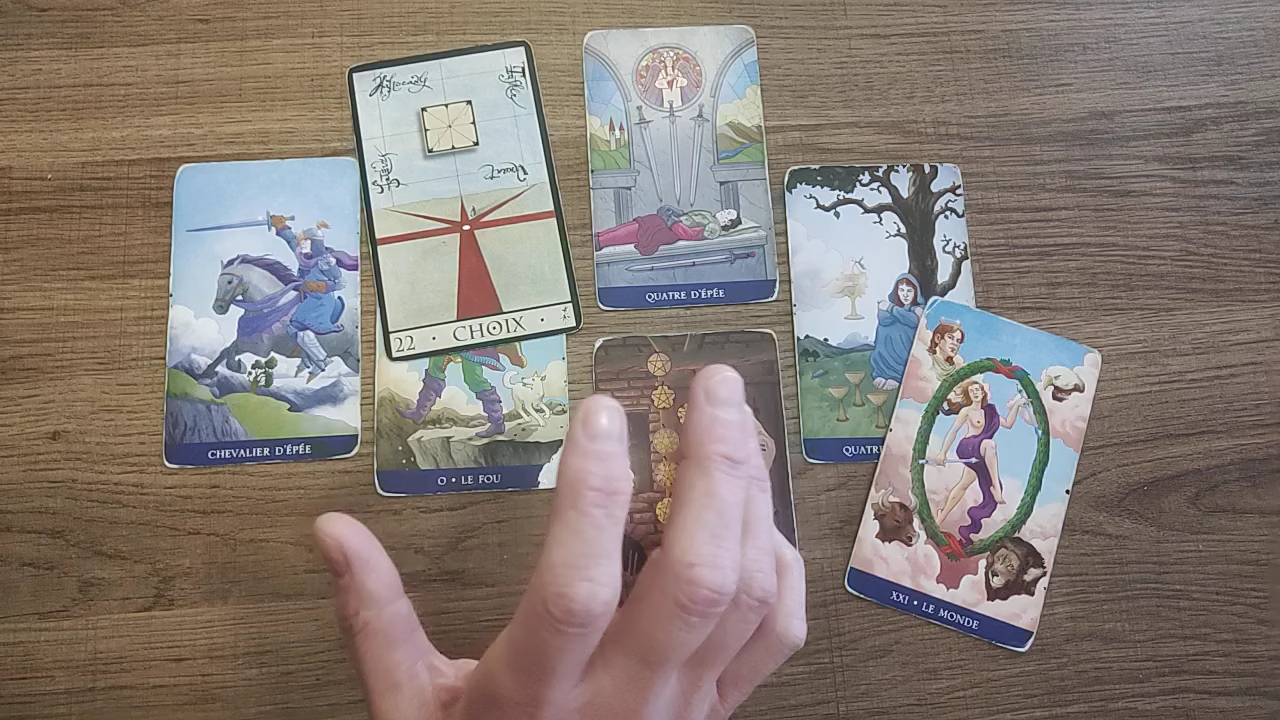 22 · CHOIX ·
QUATRE D'ÉPÉE
CHEVALIER D'ÉPÉE
O • LE FOU
QUATR
XXI • LE MONDE